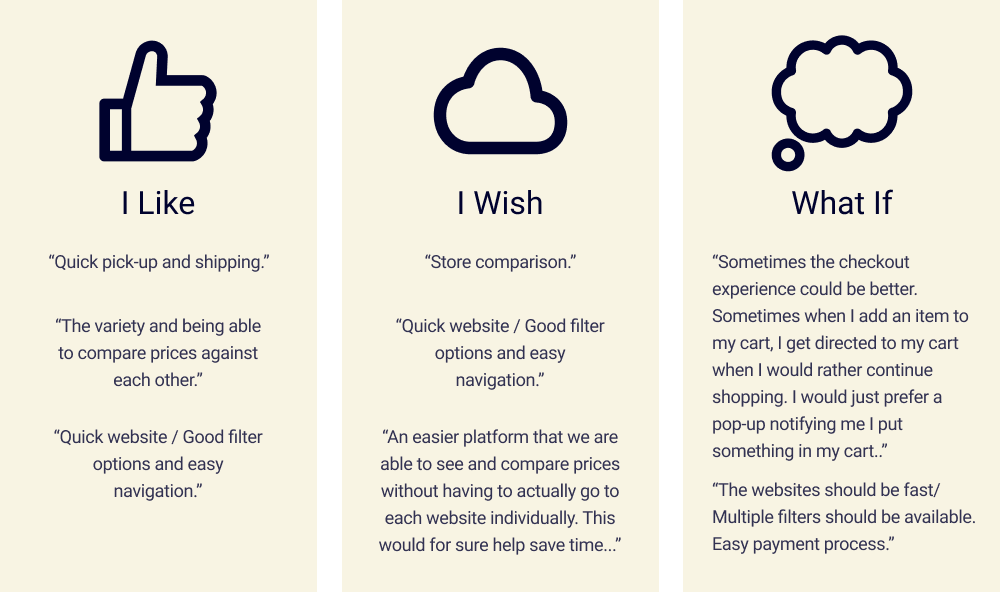 I Like
“Quick pick-up and shipping.”
“The variety and being able
to compare prices against
each other.”
“Quick website / Good filter
options and easy
navigation.”
I Wish
“Store comparison.”
“Quick website / Good filter
options and easy
navigation.”
“An easier platform that we are
able to see and compare prices
without having to actually go to
each website individually. This
would for sure help save time...”
What If
“Sometimes the checkout
experience could be better.
Sometimes when I add an item to
my cart, I get directed to my cart
when I would rather continue
shopping. I would just prefer a
pop-up notifying me I put
something in my cart..”
“The websites should be fast/
Multiple filters should be available.
Easy payment process.”